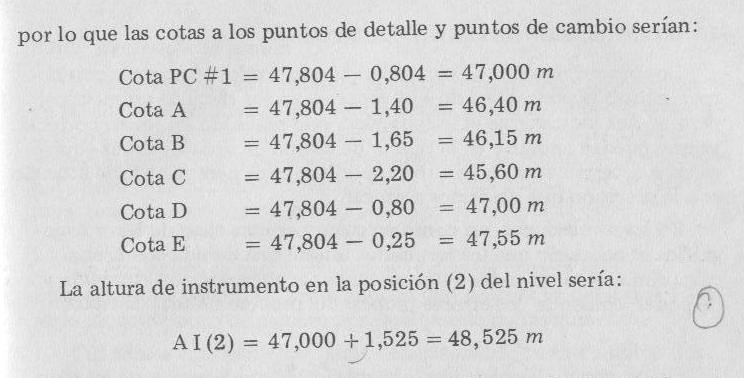 por lo que las cotas a los puntos de detalle y puntos de cambio serían:
Cota PC #1 = 47,804 — 0,804 = 47,000 m
Cota A = 47,804 — 1,40 = 46,40 m
Cota B = 47,804 — 1,65 = 46,15 m
Cota C = 47,804 — 2,20 = 45,60 m
Cota D = 47,804 — 0,80 = 47,00 m
Cota E = 47,804 — 0,25 = 47,55 m
La altura de instrumento en la posición (2) del nivel sería:
A I (2) = 47,000 + 1,525 = 48,525 m